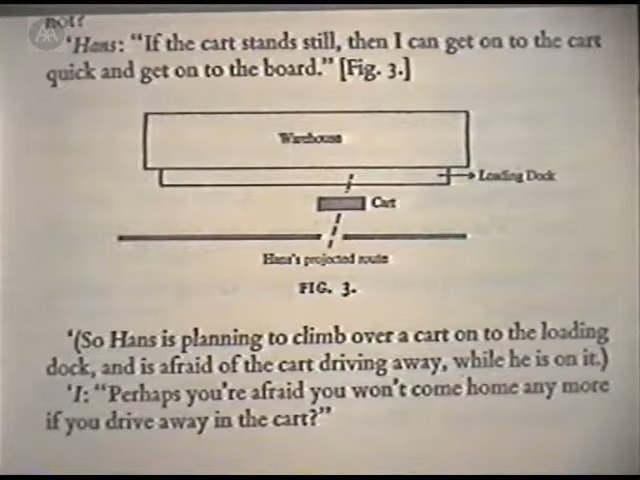 not?
AA
'Hans: "If the cart stands still, then I can get on to the cart
quick and get on to the board." [Fig. 3.]
Warehouse
Loading Dock
Cart
Hans's projected route
FIG. 3.
'(So Hans is planning to climb over a cart on to the loading
dock, and is afraid of the cart driving away, while he is on it.)
'I: "Perhaps you're afraid you won't come home any more
if you drive away in the cart?"